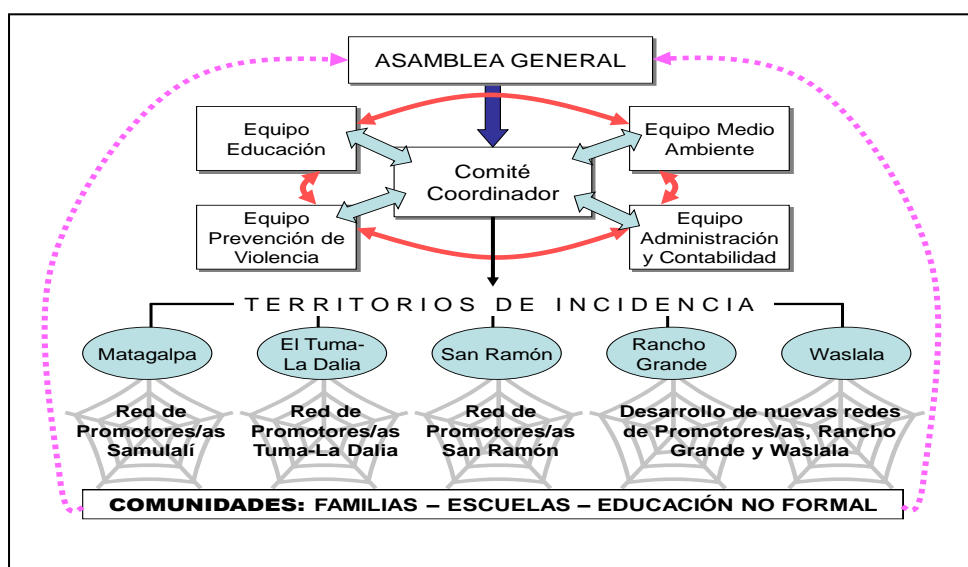 ASAMBLEA GENERAL
Equipo
Educación
Equipo Medio
Ambiente
Comité
Coordinador
Equipo
Prevención de
Violencia
Equipo
Administración
y Contabilidad
TERRITORIOS DE INCIDENCIA
Matagalpa
El Tuma-
La Dalia
San Ramón
Rancho
Grande
Waslala
Red de
Promotores/as
Samulalí
Red de
Promotores/as
Tuma-La Dalia
Red de
Promotores/as
San Ramón
Desarrollo de nuevas redes
de Promotores/as, Rancho
Grande y Waslala
COMUNIDADES: FAMILIAS – ESCUELAS – EDUCACIÓN NO FORMAL